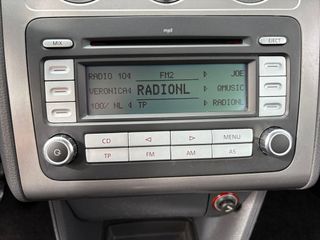 mp3
MIX EJECT
RADIO 104 FM2 JOE
VERONICA RADIONL QMUSIC
100% NL TP RADIONL
CD MENU
TP FM AM AS